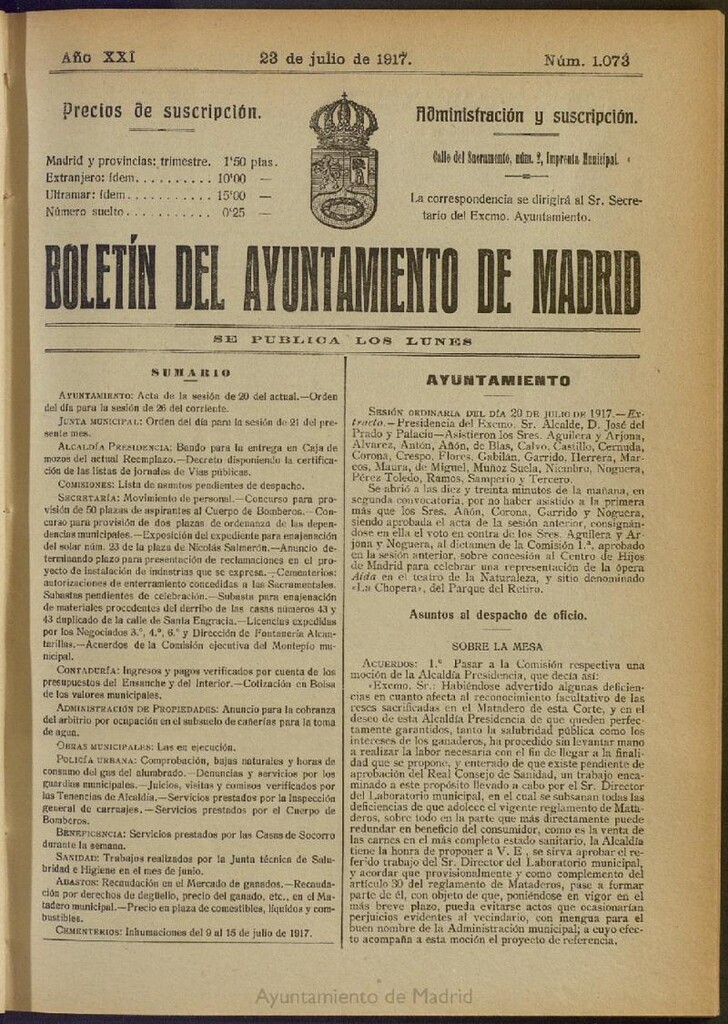 Año XXI
23 de julio de 1917.
Núm. 1.073
Precios de suscripción.
Madrid y provincias: trimestre. 1'50 ptas.
Extranjero: ídem.......... 10'00 —
Ultramar: ídem........... 15'00 —
Número suelto........... 0'25 —
Administración y suscripción.
Calle del Sacramento, núm. 2, Imprenta Municipal.
La correspondencia se dirigirá al Sr. Secre-
tario del Excmo. Ayuntamiento.
BOLETÍN DEL AYUNTAMIENTO DE MADRID
SE PUBLICA LOS LUNES
SUMARIO
AYUNTAMIENTO: Acta de la sesión de 20 del actual.—Orden
del día para la sesión de 26 del corriente.
JUNTA MUNICIPAL: Orden del día para la sesión de 21 del pre-
sente mes.
ALCALDÍA PRESIDENCIA: Bando para la entrega en Caja de
mozos del actual Reemplazo.—Decreto disponiendo la certifica-
ción de las listas de jornales de Vías públicas.
COMISIONES: Lista de asuntos pendientes de despacho.
SECRETARÍA: Movimiento de personal.—Concurso para pro-
visión de 50 plazas de aspirantes al Cuerpo de Bomberos.—Con-
curso para provisión de dos plazas de ordenanza de las depen-
dencias municipales.—Exposición del expediente para enajenación
del solar núm. 23 de la plaza de Nicolás Salmerón.—Anuncio de-
terminando plazo para presentación de reclamaciones en el pro-
yecto de instalación de industrias que se expresa.—Cementerios:
autorizaciones de enterramiento concedidas a las Sacramentales.
Subastas pendientes de celebración.—Subasta para enajenación
de materiales procedentes del derribo de las casas números 43 y
43 duplicado de la calle de Santa Engracia.—Licencias expedidas
por los Negociados 3.º, 4.º, 6.º y Dirección de Fontanería Alcan-
tarillas.—Acuerdos de la Comisión ejecutiva del Montepío mu-
nicipal.
CONTADURÍA: Ingresos y pagos verificados por cuenta de los
presupuestos del Ensanche y del Interior.—Cotización en Bolsa
de los valores municipales.
ADMINISTRACIÓN DE PROPIEDADES: Anuncio para la cobranza
del arbitrio por ocupación en el subsuelo de cañerías para la toma
de agua.
OBRAS MUNICIPALES: Las en ejecución.
POLICÍA URBANA: Comprobación, bajas naturales y horas de
consumo del gas del alumbrado.—Denuncias y servicios por los
guardias municipales.—Juicios, visitas y comisos verificados por
las Tenencias de Alcaldía.—Servicios prestados por la Inspección
general de carruajes.—Servicios prestados por el Cuerpo de
Bomberos.
BENEFICENCIA: Servicios prestados por las Casas de Socorro
durante la semana.
SANIDAD: Trabajos realizados por la Junta técnica de Salu-
bridad e Higiene en el mes de junio.
ABASTOS: Recaudación en el Mercado de ganados.—Recauda-
ción por derechos de degüello, precio del ganado, etc., en el Ma-
tadero municipal.—Precio en plaza de comestibles, líquidos y com-
bustibles.
CEMENTERIOS: Inhumaciones del 9 al 15 de julio de 1917.
AYUNTAMIENTO
SESIÓN ORDINARIA DEL DÍA 20 DE JULIO DE 1917.—Ex-
tracto.—Presidencia del Excmo. Sr. Alcalde, D. José del
Prado y Palacio—Asistieron los Sres. Aguilera y Arjona,
Alvarez, Antón, Añón, de Blas, Calvo, Castillo, Cernuda,
Corona, Crespo, Flores, Gabilán, Garrido, Herrera, Mar-
cos, Maura, de Miguel, Muñoz Suela, Niembro, Noguera,
Pérez Toledo, Ramos, Samperio y Tercero.
Se abrió a las diez y treinta minutos de la mañana, en
segunda convocatoria, por no haber asistido a la primera
más que los Sres. Añón, Corona, Garrido y Noguera,
siendo aprobada el acta de la sesión anterior, consignán-
dose en ella el voto en contra de los Sres. Aguilera y Ar-
jona y Noguera, al dictamen de la Comisión 1.ª, aprobado
en la sesión anterior, sobre concesión al Centro de Hijos
de Madrid para celebrar una representación de la ópera
Aida en el teatro de la Naturaleza, y sitio denominado
«La Chopera», del Parque del Retiro.
Asuntos al despacho de oficio.
SOBRE LA MESA
ACUERDOS: 1.º Pasar a la Comisión respectiva una
moción de la Alcaldía Presidencia, que decía así:
«Excmo. Sr.: Habiéndose advertido algunas deficien-
cias en cuanto afecta al reconocimiento facultativo de las
reses sacrificadas en el Matadero de esta Corte, y en el
deseo de esta Alcaldía Presidencia de que queden perfec-
tamente garantidos, tanto la salubridad pública como los
intereses de los ganaderos, ha procedido sin levantar mano
a realizar la labor necesaria con el fin de llegar a la finali-
dad que se propone, y enterado de que existe pendiente de
aprobación del Real Consejo de Sanidad, un trabajo enca-
minado a este propósito llevado a cabo por el Sr. Director
del Laboratorio municipal, en el cual se subsanan todas las
deficiencias de que adolece el vigente reglamento de Mata-
deros, sobre todo en la parte que más directamente puede
redundar en beneficio del consumidor, como es la venta de
las carnes en el más completo estado sanitario, la Alcaldía
tiene la honra de proponer a V. E., se sirva aprobar el re-
ferido trabajo del Sr. Director del Laboratorio municipal,
y acordar que provisionalmente y como complemento del
artículo 30 del reglamento de Mataderos, pase a formar
parte de él, con objeto de que, poniéndose en vigor en el
más breve plazo, pueda evitarse actos que ocasionarían
perjuicios evidentes al vecindario, con mengua para el
buen nombre de la Administración municipal; a cuyo efec-
to acompaña a esta moción el proyecto de referencia.
Ayuntamiento de Madrid